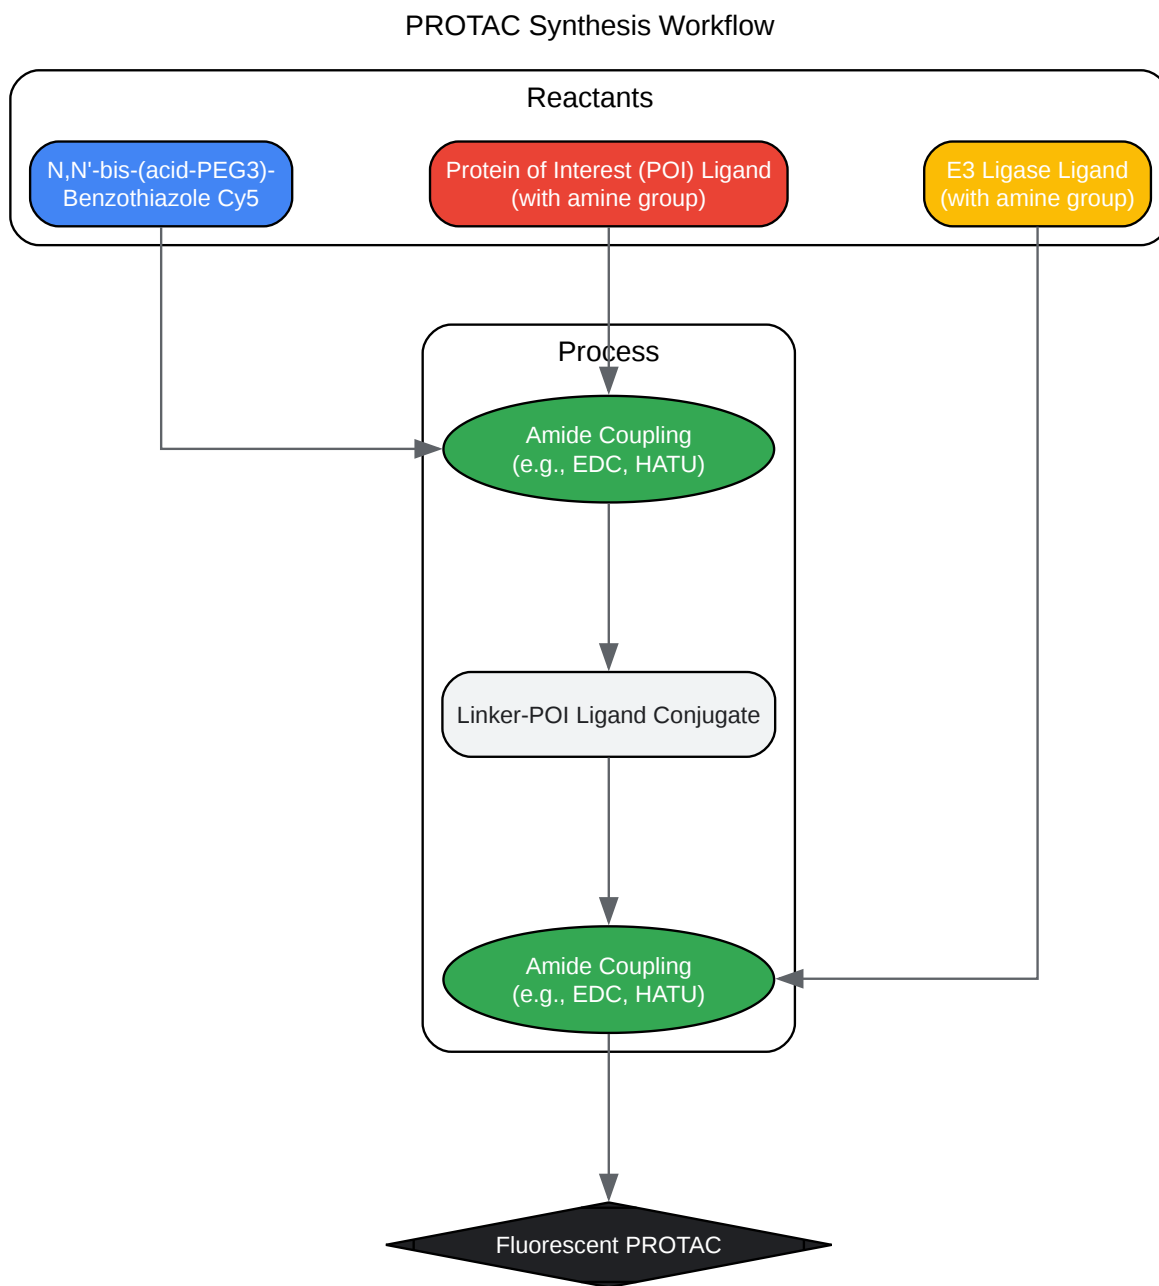 PROTAC Synthesis Workflow
Reactants
N,N'-bis-(acid-PEG3)-
Benzothiazole Cy5
Protein of Interest (POI) Ligand
(with amine group)
E3 Ligase Ligand
(with amine group)
Process
Amide Coupling
(e.g., EDC, HATU)
Linker-POI Ligand Conjugate
Amide Coupling
(e.g., EDC, HATU)
Fluorescent PROTAC